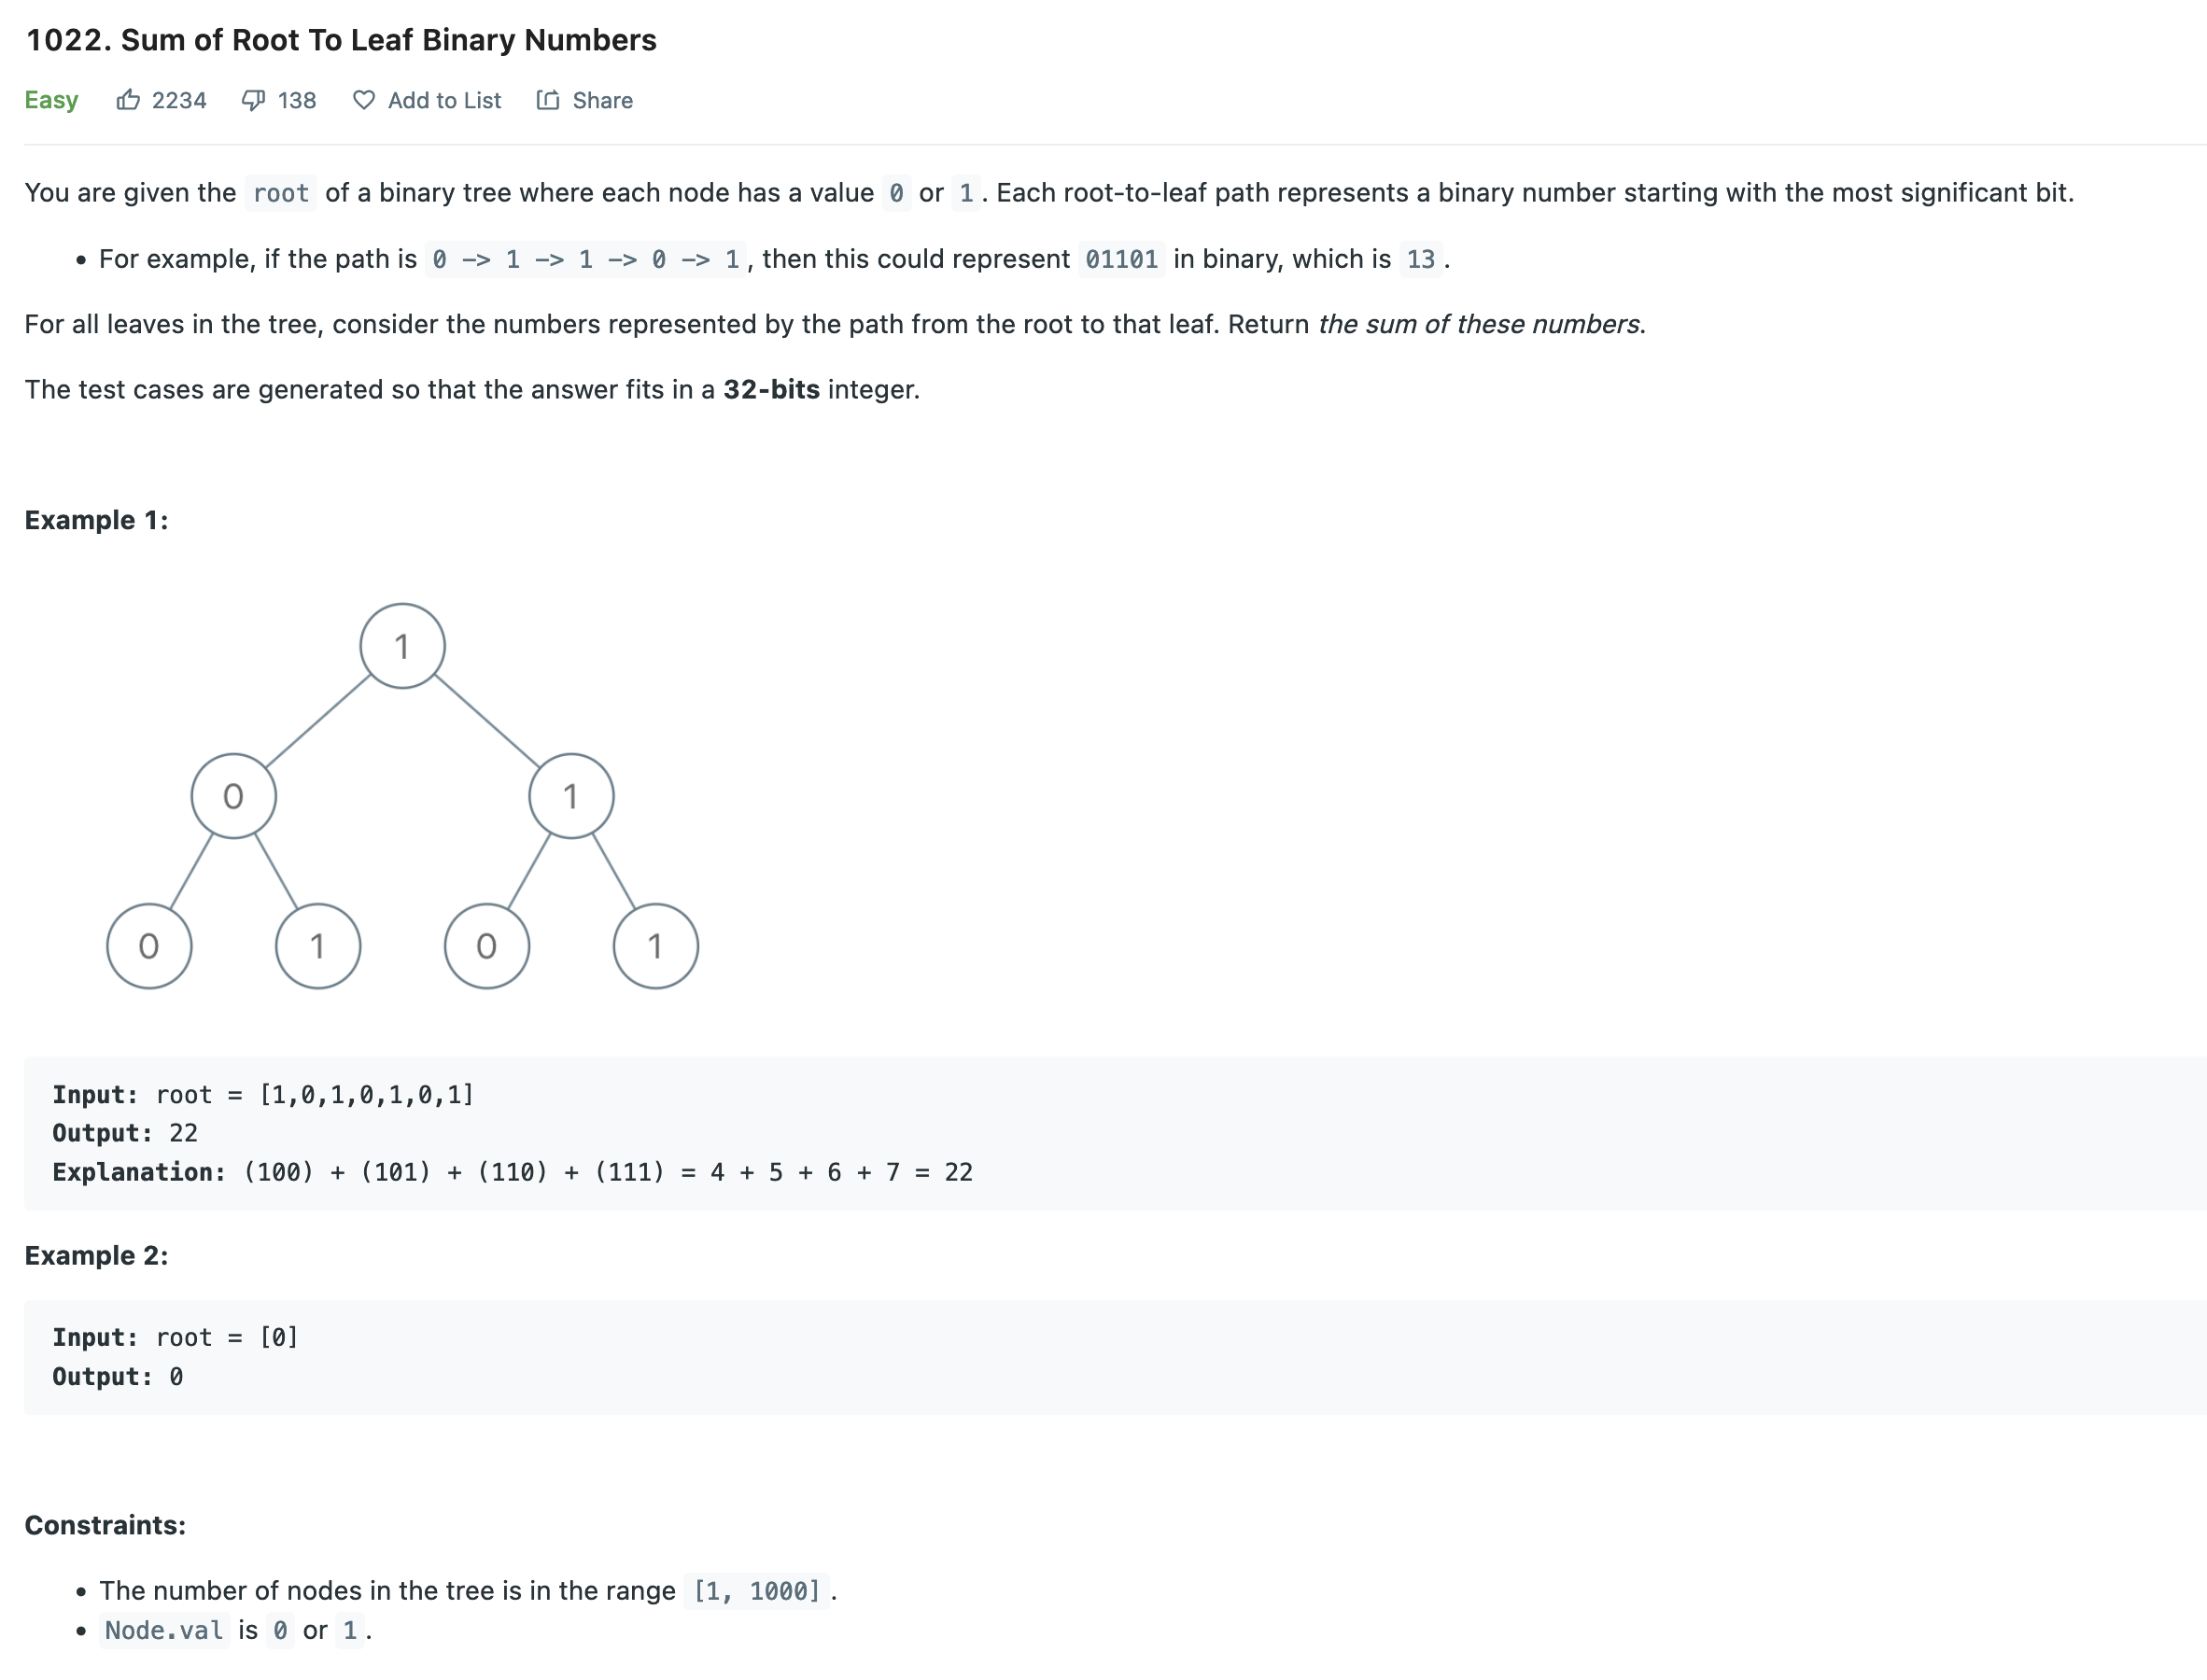 1022. Sum of Root To Leaf Binary Numbers
Easy 2234 138 Add to List Share
You are given the root of a binary tree where each node has a value 0 or 1. Each root-to-leaf path represents a binary number starting with the most significant bit.
• For example, if the path is 0 -> 1 -> 1 -> 0 -> 1, then this could represent 01101 in binary, which is 13.
For all leaves in the tree, consider the numbers represented by the path from the root to that leaf. Return the sum of these numbers.
The test cases are generated so that the answer fits in a 32-bits integer.
Example 1:
1
0 1
0 1 0 1
Input: root = [1,0,1,0,1,0,1]
Output: 22
Explanation: (100) + (101) + (110) + (111) = 4 + 5 + 6 + 7 = 22
Example 2:
Input: root = [0]
Output: 0
Constraints:
• The number of nodes in the tree is in the range [1, 1000].
• Node.val is 0 or 1.